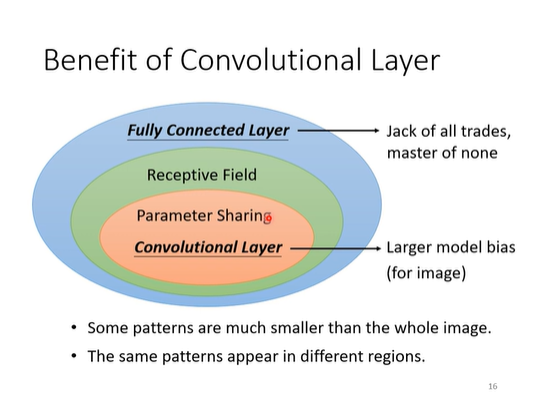 Benefit of Convolutional Layer
Fully Connected Layer
Jack of all trades,
master of none
Receptive Field
Parameter Sharing
Convolutional Layer
Larger model bias
(for image)
• Some patterns are much smaller than the whole image.
• The same patterns appear in different regions.
16